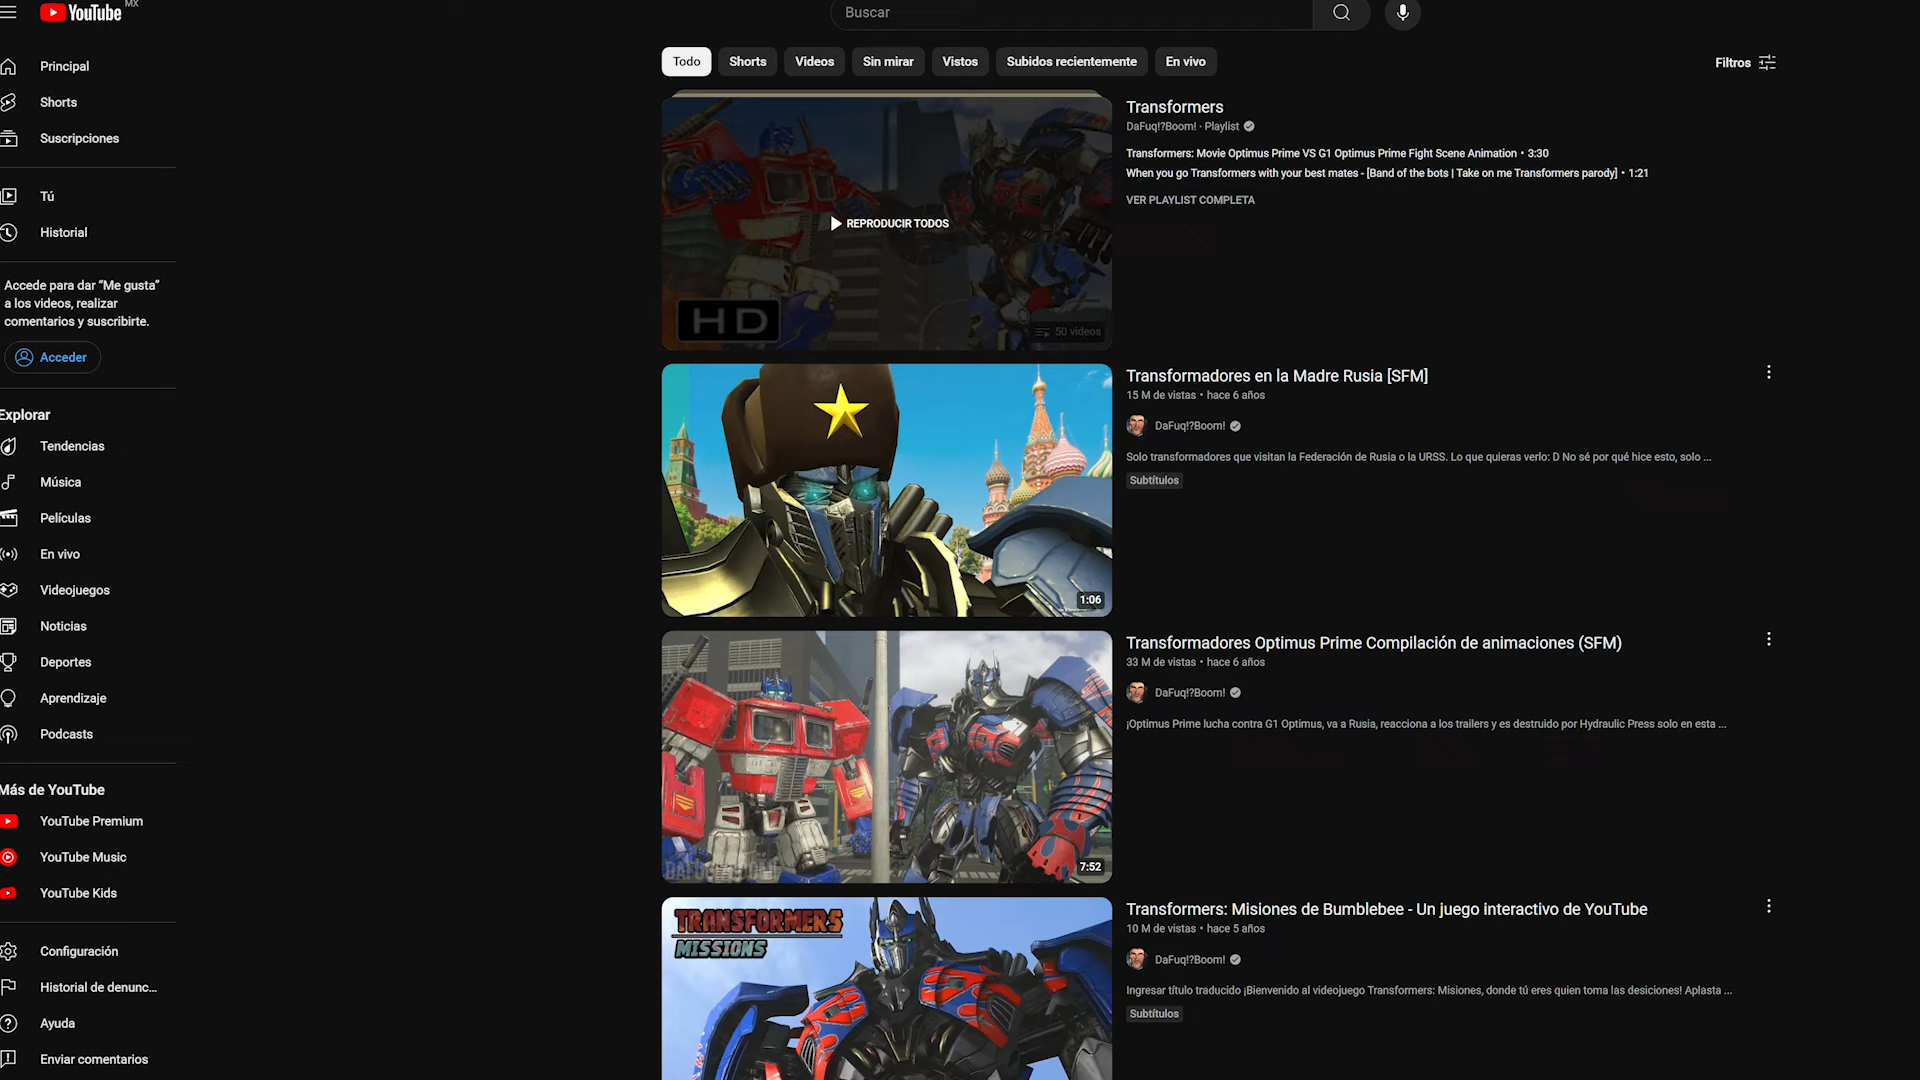 YouTube MX
Buscar
Principal
Shorts
Suscripciones
Tú
Historial
Accede para dar “Me gusta”
a los videos, realizar
comentarios y suscribirte.
Acceder
Explorar
Tendencias
Música
Películas
En vivo
Videojuegos
Noticias
Deportes
Aprendizaje
Podcasts
Más de YouTube
YouTube Premium
YouTube Music
YouTube Kids
Configuración
Historial de denunc...
Ayuda
Enviar comentarios
Todo Shorts Videos Sin mirar Vistos Subidos recientemente En vivo Filtros
REPRODUCIR TODOS
HD
50 videos
Transformers
DaFuq!?Boom! · Playlist
Transformers: Movie Optimus Prime VS G1 Optimus Prime Fight Scene Animation • 3:30
When you go Transformers with your best mates - [Band of the bots | Take on me Transformers parody] • 1:21
VER PLAYLIST COMPLETA
1:06
Transformadores en la Madre Rusia [SFM]
15 M de vistas • hace 6 años
DaFuq!?Boom!
Solo transformadores que visitan la Federación de Rusia o la URSS. Lo que quieras verlo: D No sé por qué hice esto, solo ...
Subtítulos
DAFUQ!?BOOM!
7:52
Transformadores Optimus Prime Compilación de animaciones (SFM)
33 M de vistas • hace 6 años
DaFuq!?Boom!
¡Optimus Prime lucha contra G1 Optimus, va a Rusia, reacciona a los trailers y es destruido por Hydraulic Press solo en esta ...
TRANSFORMERS
MISSIONS
Transformers: Misiones de Bumblebee - Un juego interactivo de YouTube
10 M de vistas • hace 5 años
DaFuq!?Boom!
Ingresar título traducido ¡Bienvenido al videojuego Transformers: Misiones, donde tú eres quien toma las desiciones! Aplasta ...
Subtítulos